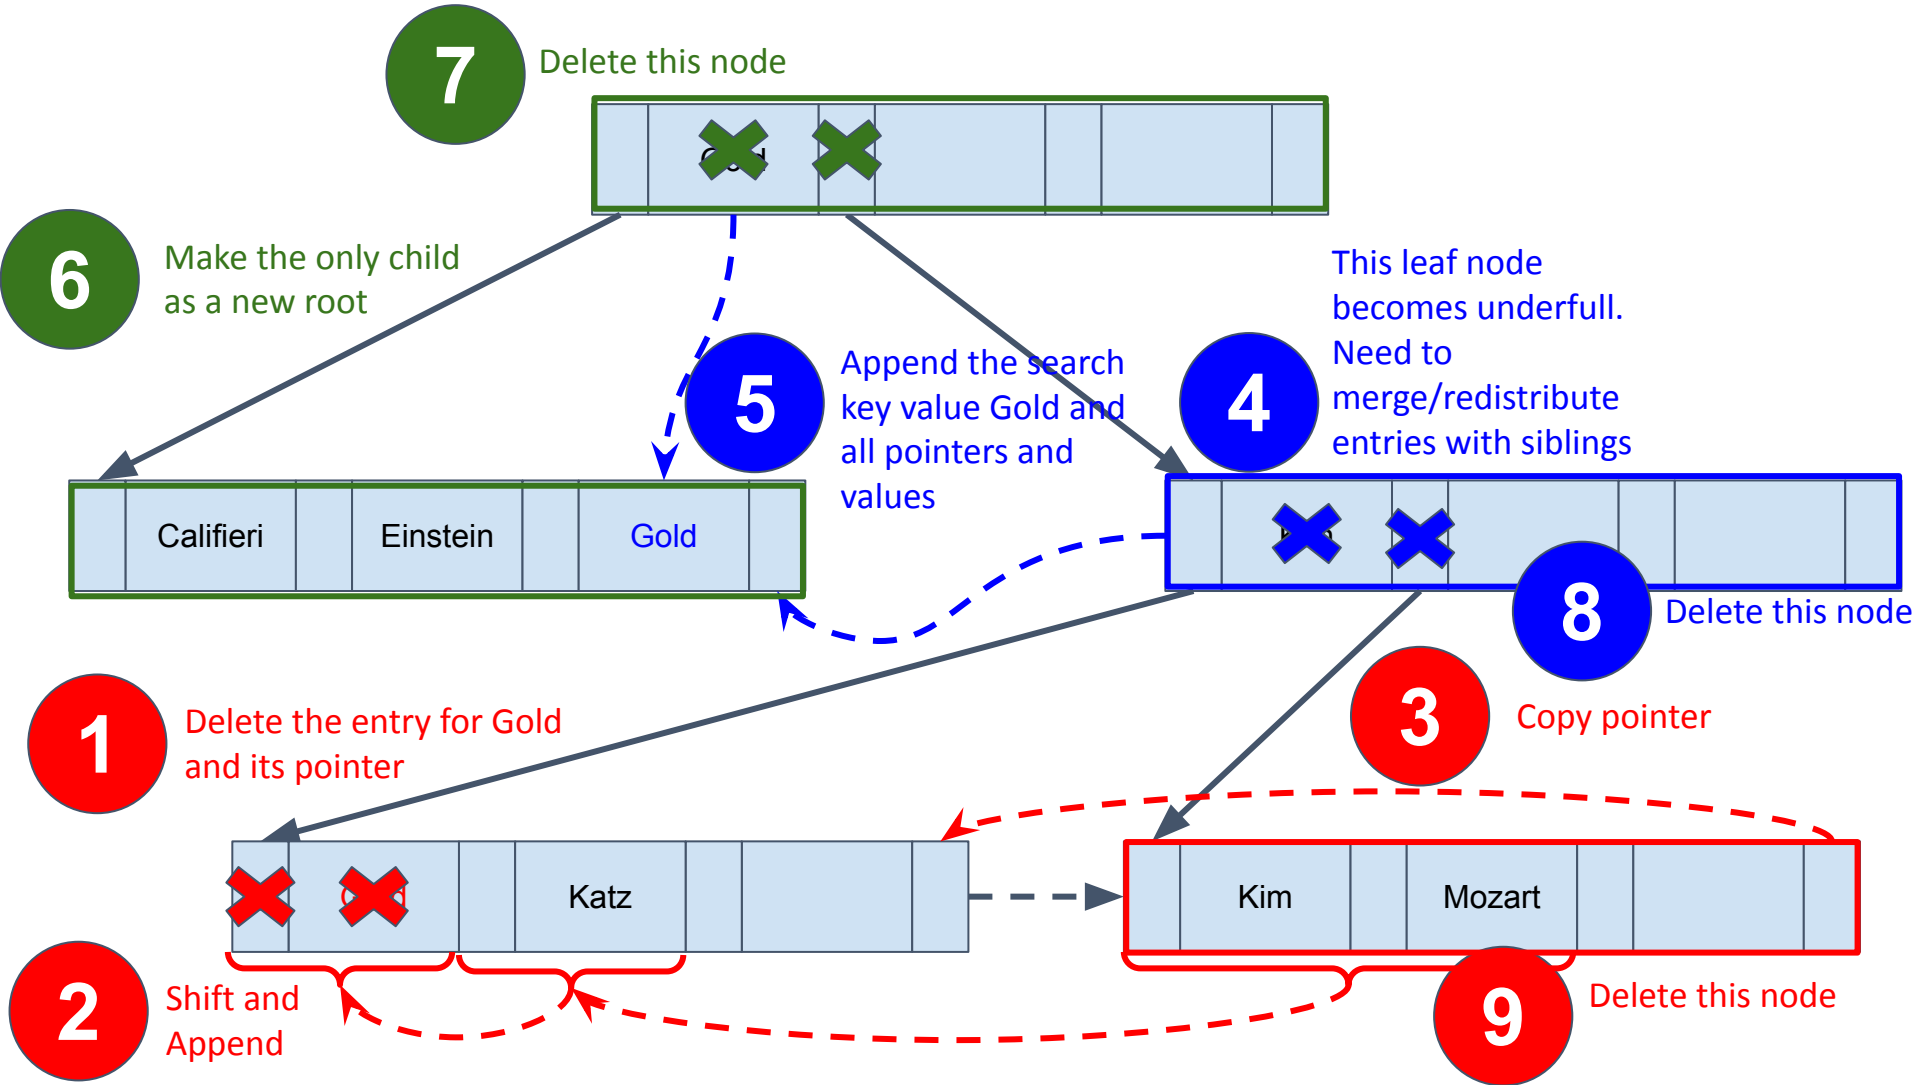 7
Delete this node
6
Make the only child
as a new root
This leaf node
becomes underfull.
Need to
merge/redistribute
entries with siblings
4
5
Append the search
key value Gold and
all pointers and
values
Califieri
Einstein
Gold
8
Delete this node
1
Delete the entry for Gold
and its pointer
3
Copy pointer
Katz
Kim
Mozart
2
Shift and
Append
9
Delete this node